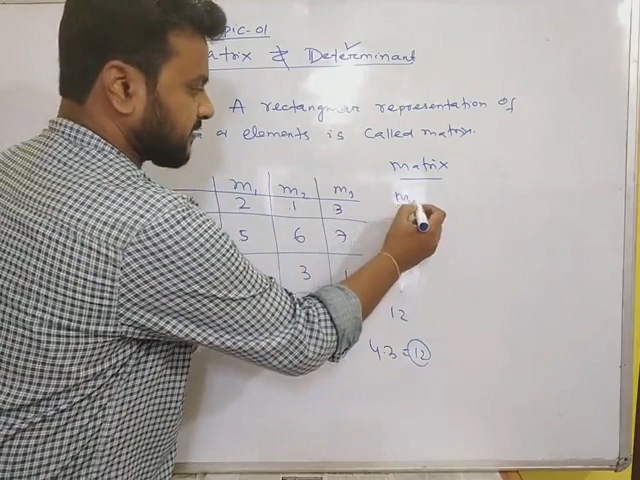 PIC-01
atrix & Determinant
A rectangular representation of
a elements is called matrix.
matrix
m₁ m₂ m₃
2 1 3
5 6 7
3 1
m
12
4.3 = 12